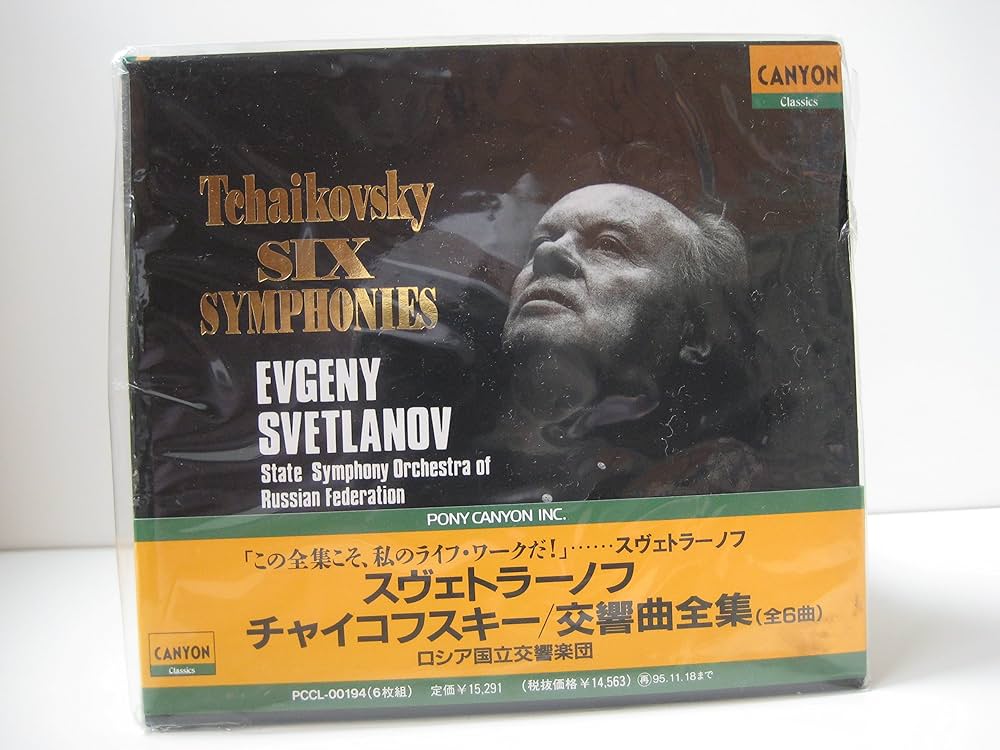 CANYON
Classics
Tchaikovsky
SIX
SYMPHONIES
EVGENY
SVETLANOV
State Symphony Orchestra of
Russian Federation
PONY CANYON INC.
「この全集こそ、私のライフ・ワークだ!」……スヴェトラーノフ
スヴェトラーノフ
チャイコフスキー/交響曲全集(全6曲)
ロシア国立交響楽団
CANYON
Classics
PCCL-00194(6枚組) 定価¥15,291 (税抜価格¥14,563) 再95.11.18まで